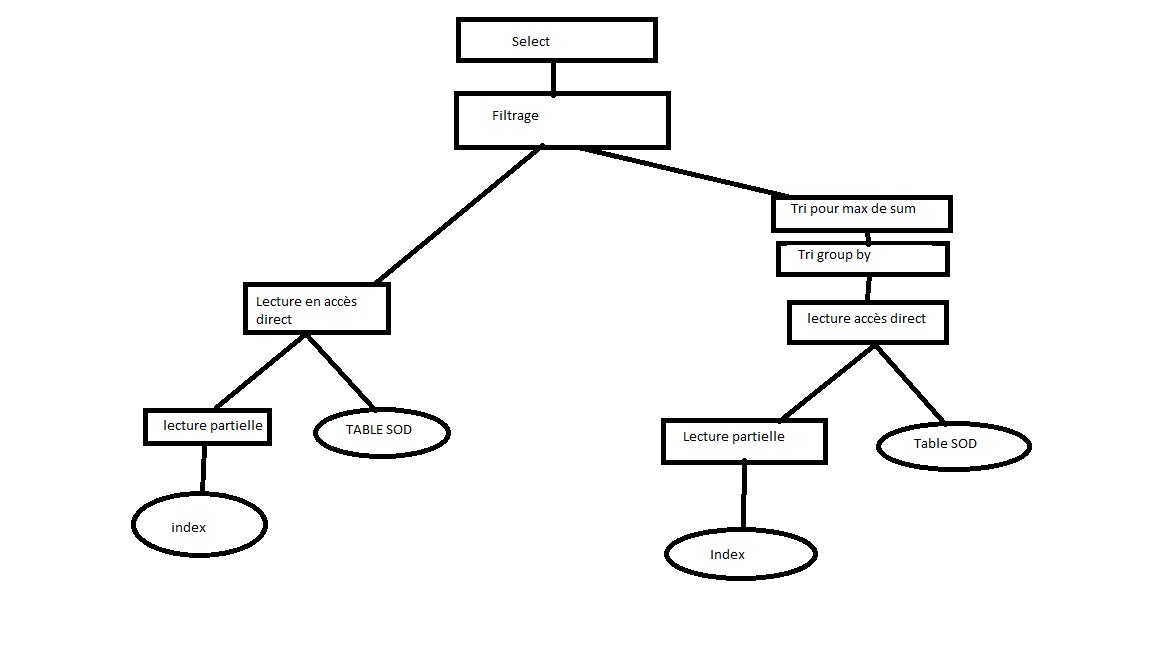 Select
Filtrage
Tri pour max de sum
Tri group by
Lecture en accès
direct
lecture accès direct
lecture partielle
TABLE SOD
Lecture partielle
Table SOD
index
Index